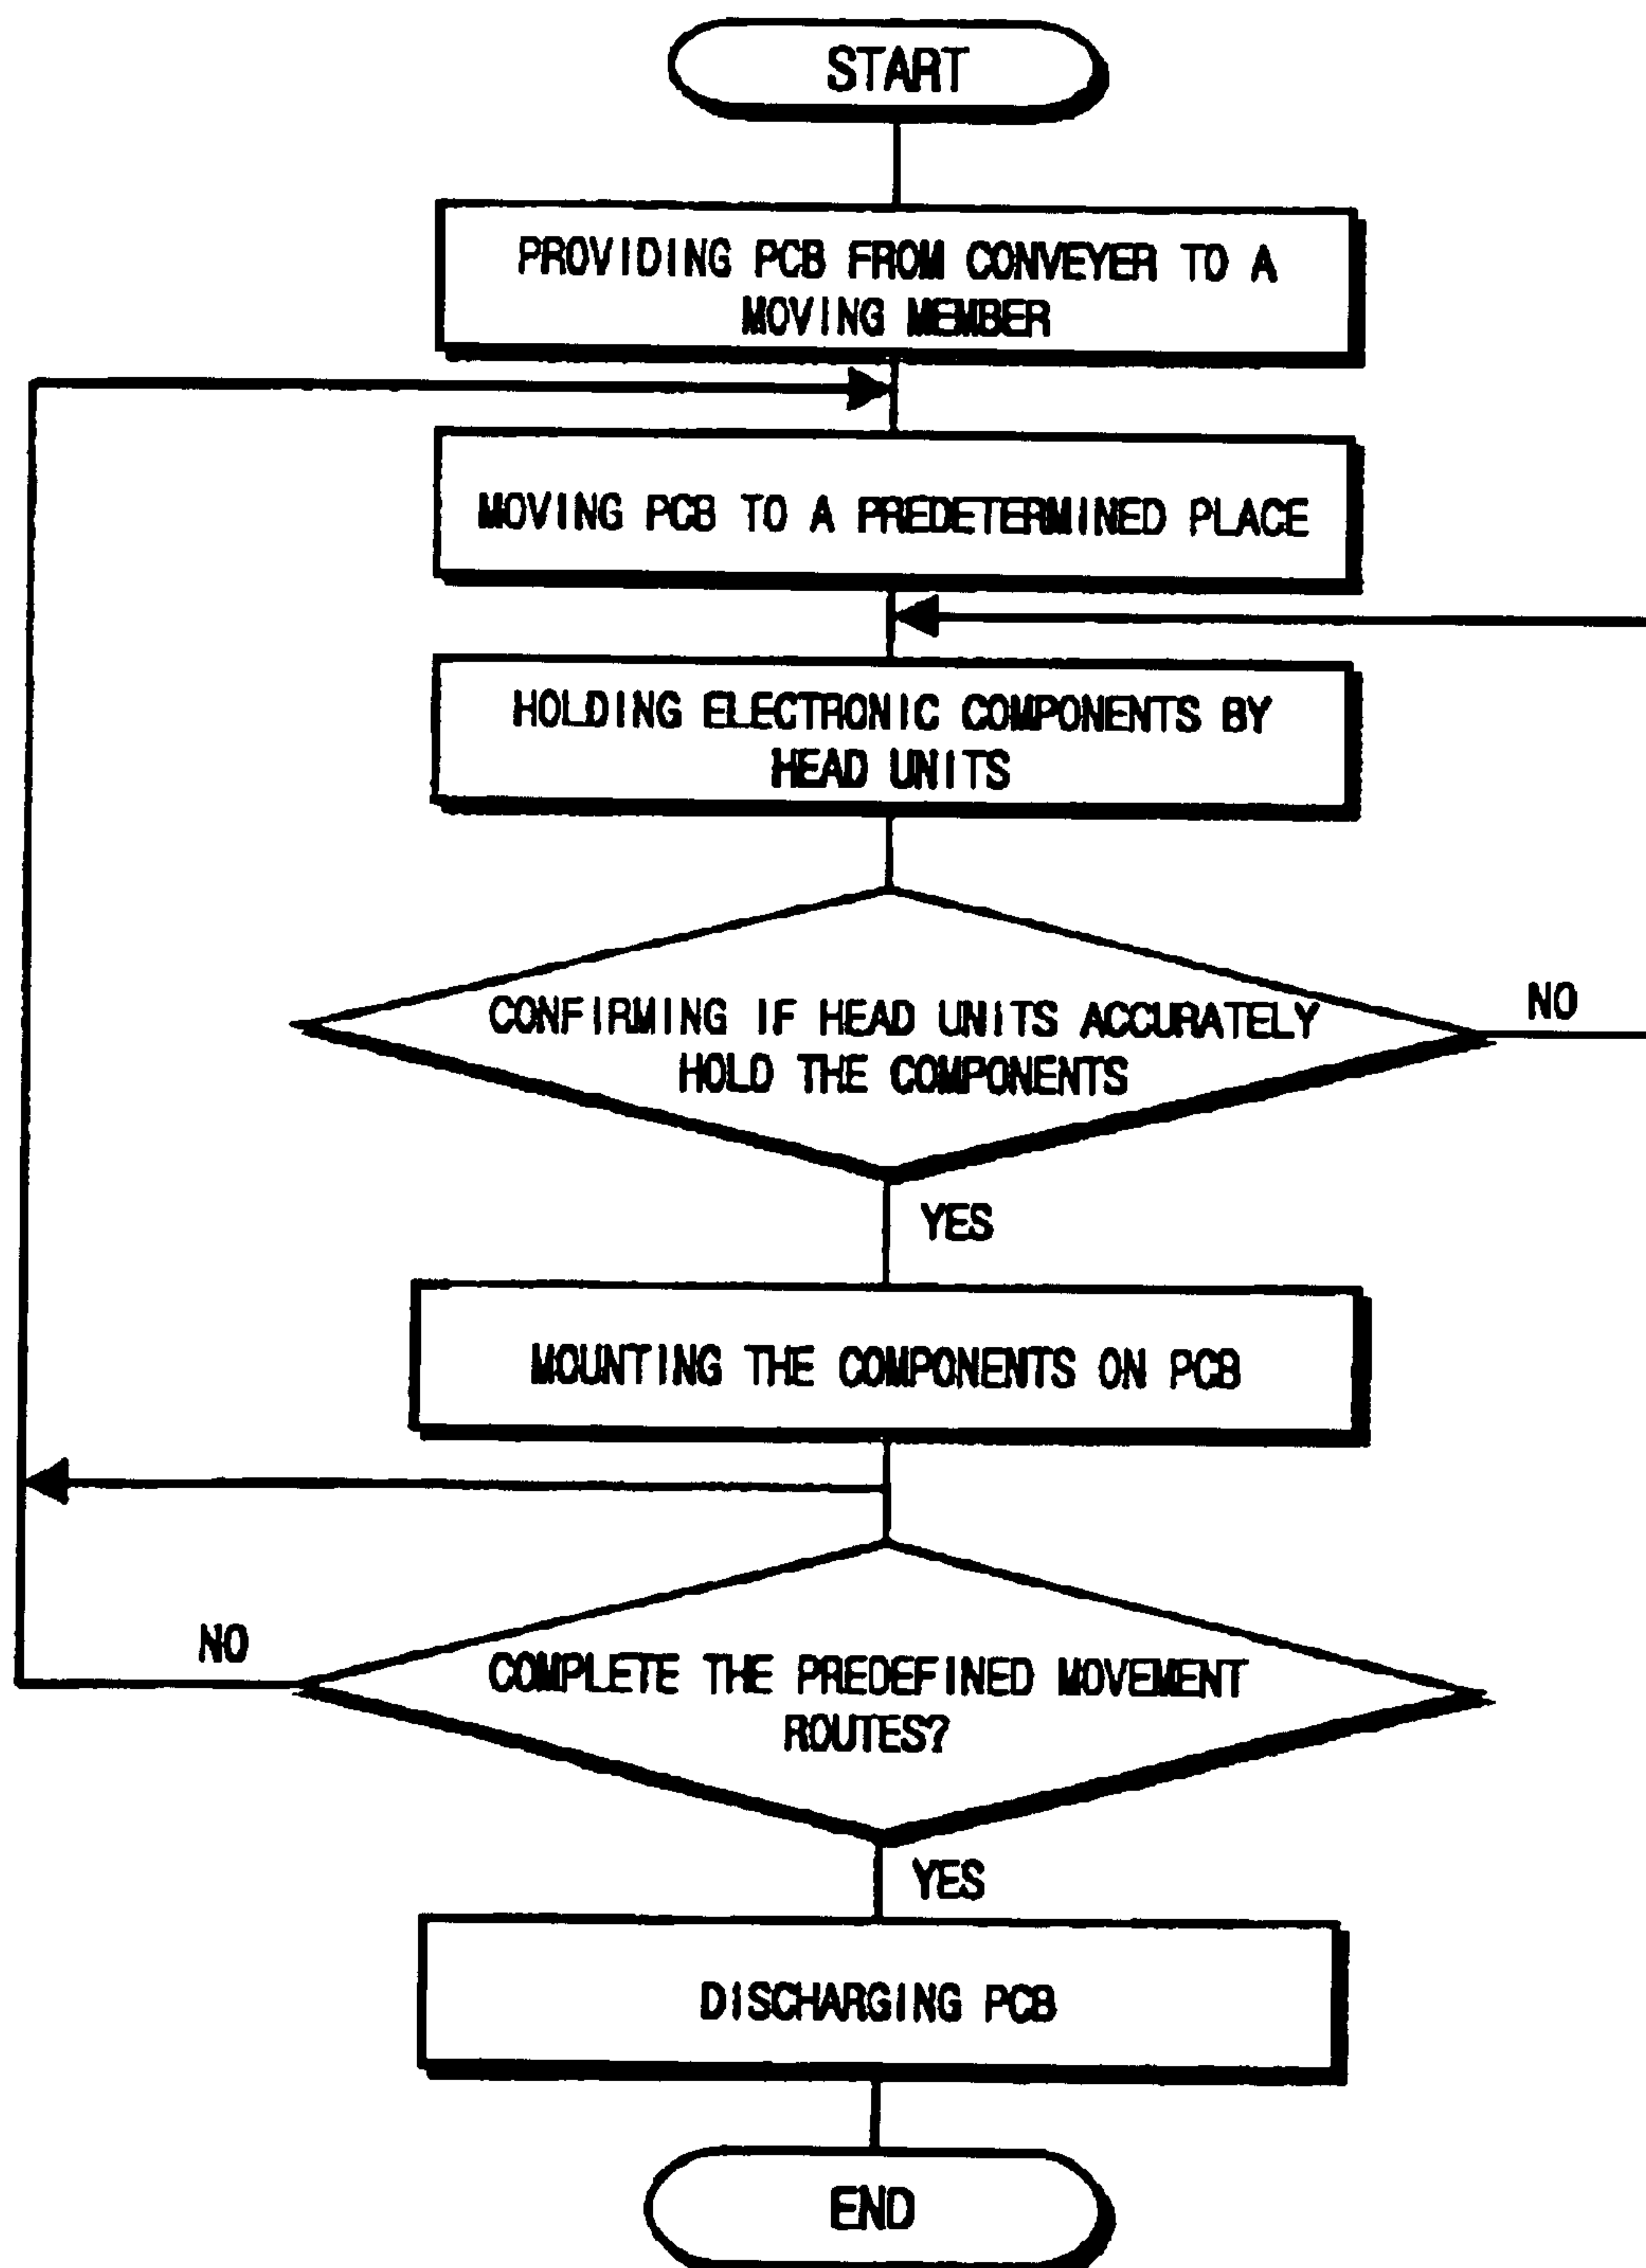 START
PROVIDING PCB FROM CONVEYER TO A
MOVING MEMBER
MOVING PCB TO A PREDETERMINED PLACE
HOLDING ELECTRONIC COMPONENTS BY
HEAD UNITS
CONFIRMING IF HEAD UNITS ACCURATELY
HOLD THE COMPONENTS
NO
YES
MOUNTING THE COMPONENTS ON PCB
NO
COMPLETE THE PREDEFINED MOVEMENT
ROUTES?
YES
DISCHARGING PCB
END